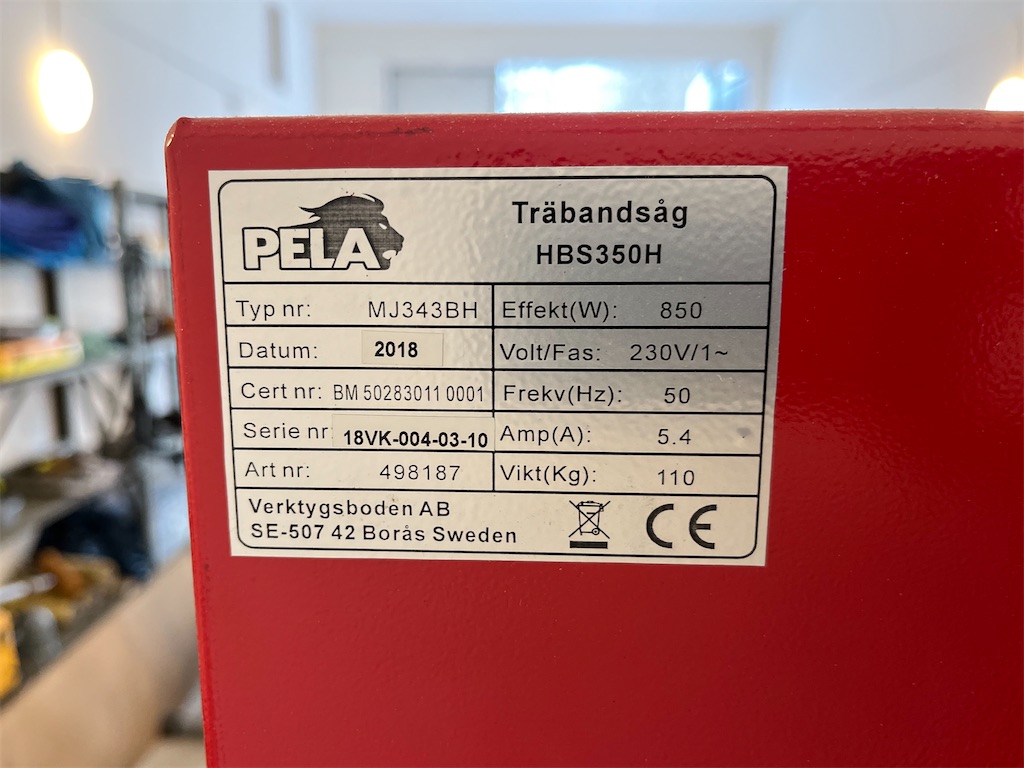 PELA
Träbandsåg
HBS350H
Typ nr: MJ343BH
Effekt(W): 850
Datum: 2018
Volt/Fas: 230V/1~
Cert nr: BM 50283011 0001
Frekv(Hz): 50
Serie nr 18VK-004-03-10
Amp(A): 5.4
Art nr: 498187
Vikt(Kg): 110
Verktygsboden AB
SE-507 42 Borås Sweden
CE